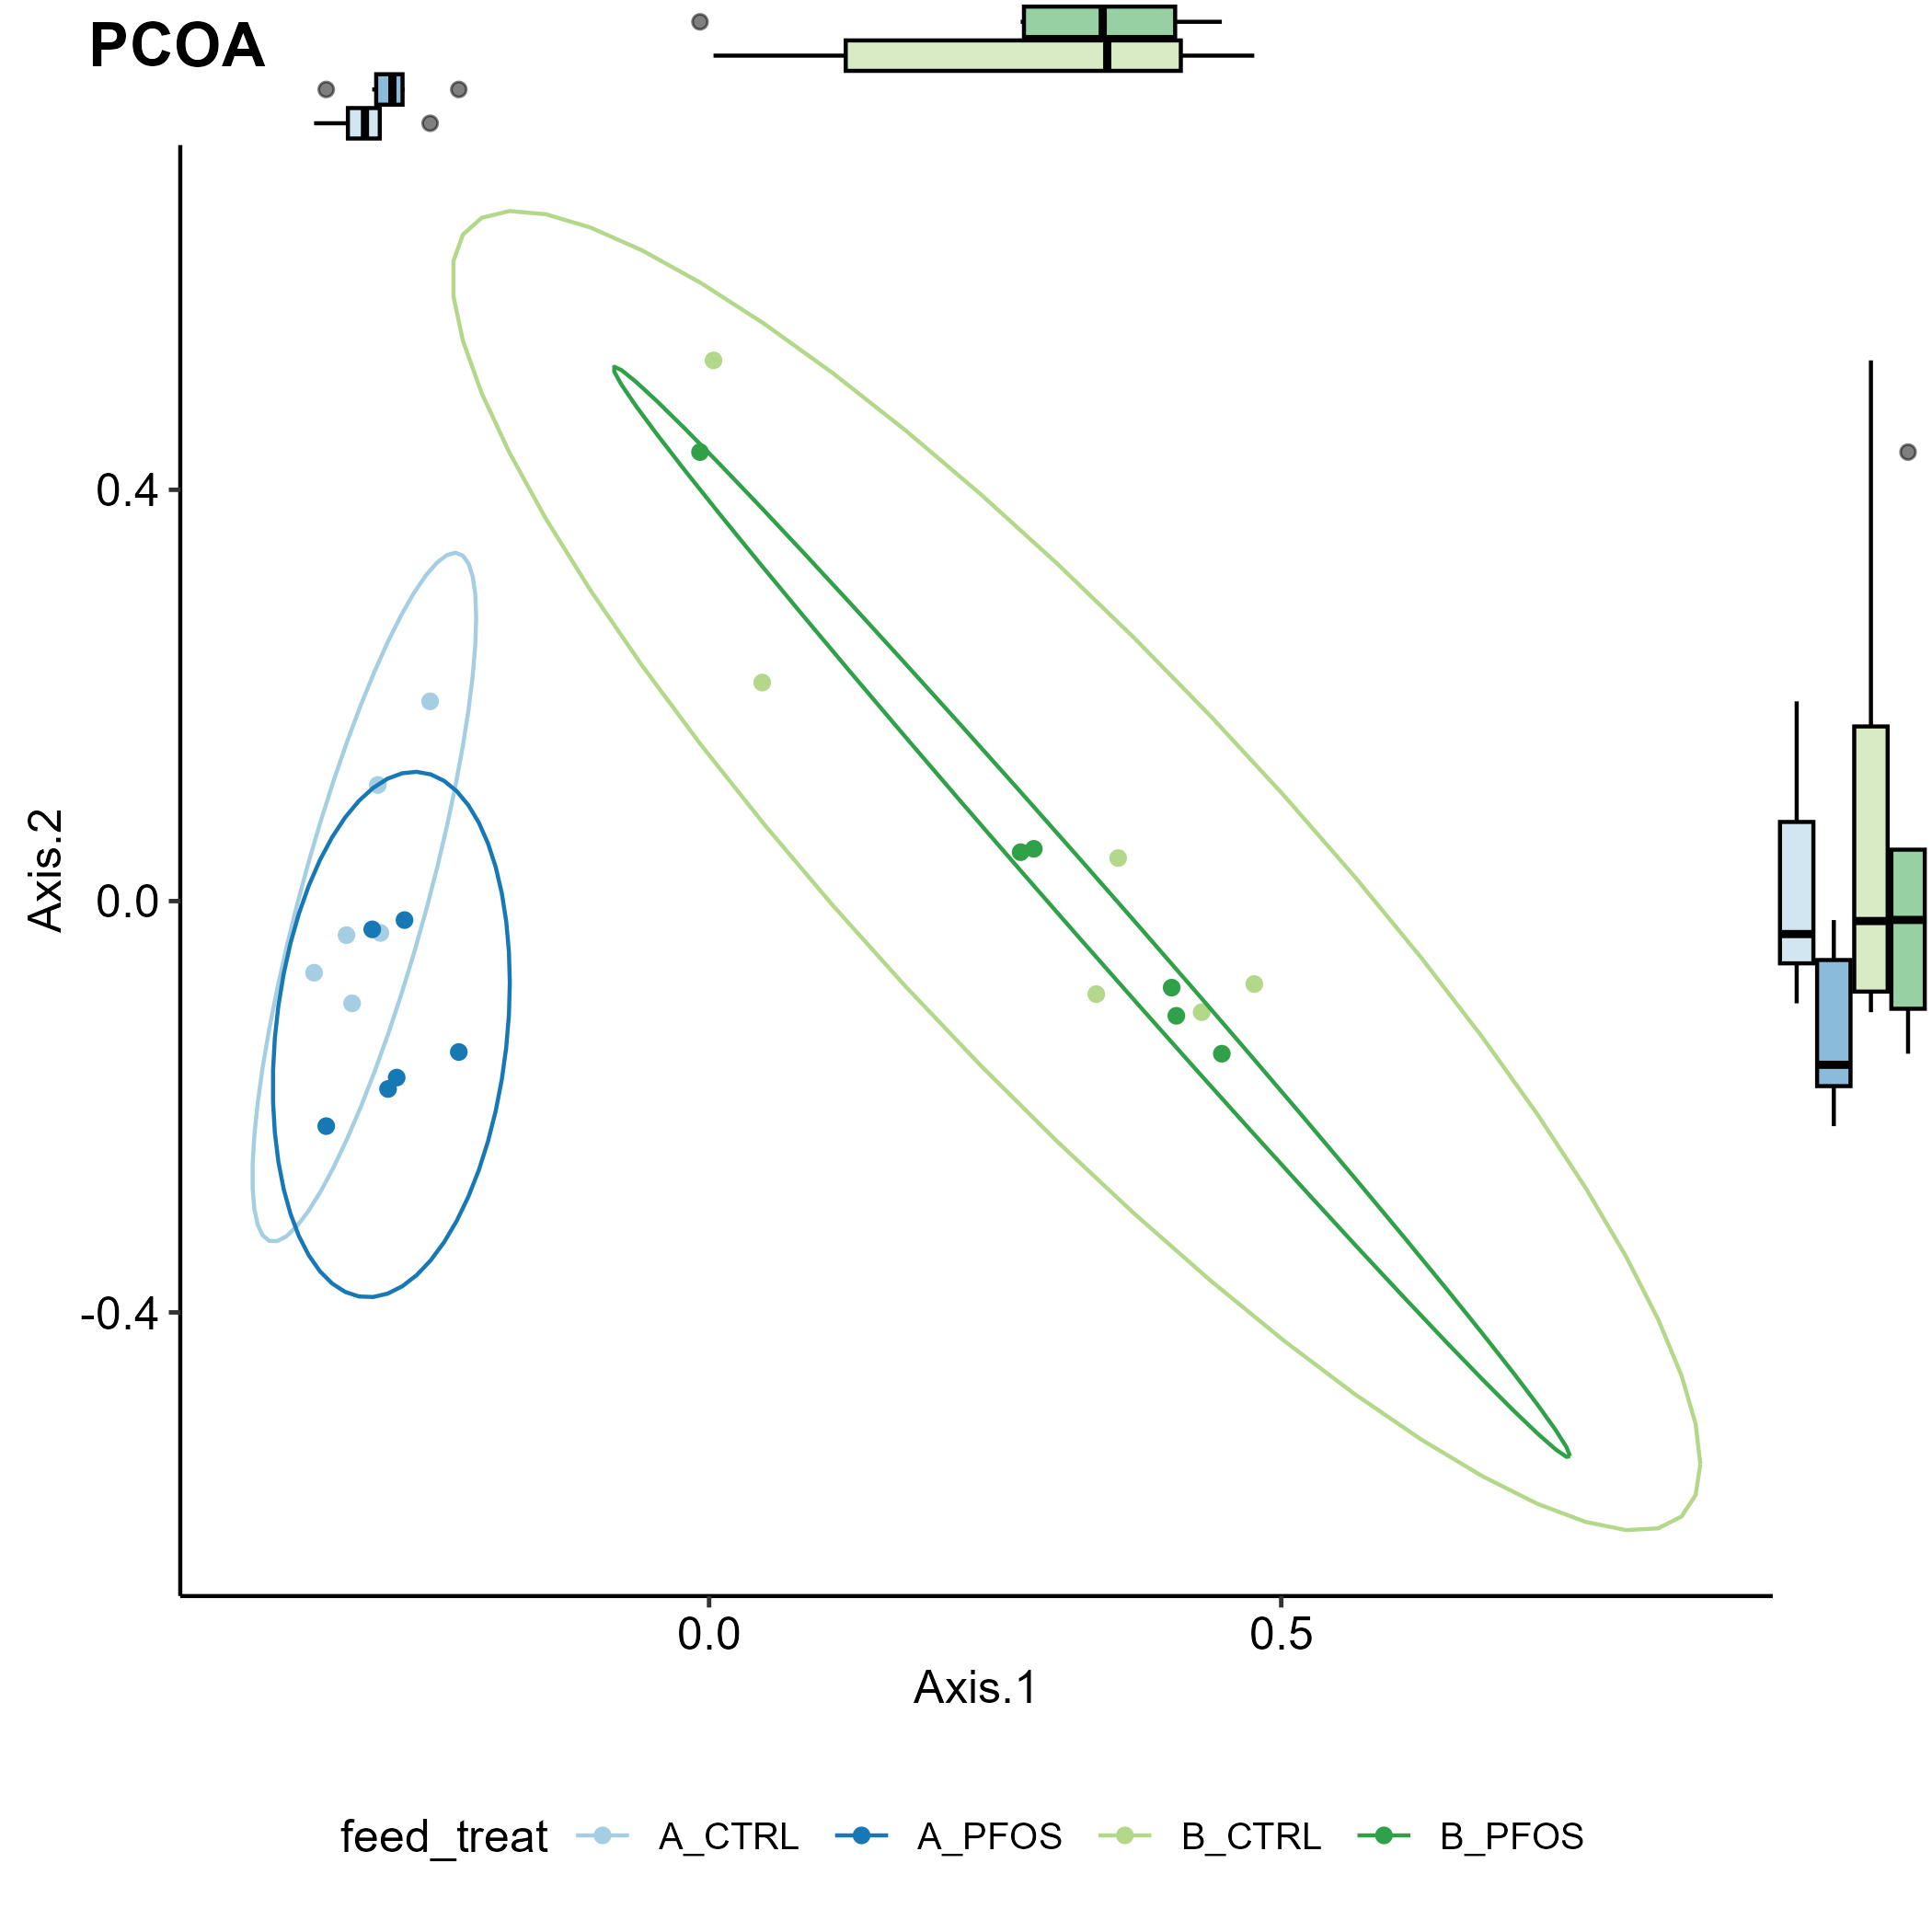 PCOA
0.4
0.0
-0.4
Axis.2
0.0
0.5
Axis.1
feed_treat A_CTRL A_PFOS B_CTRL B_PFOS